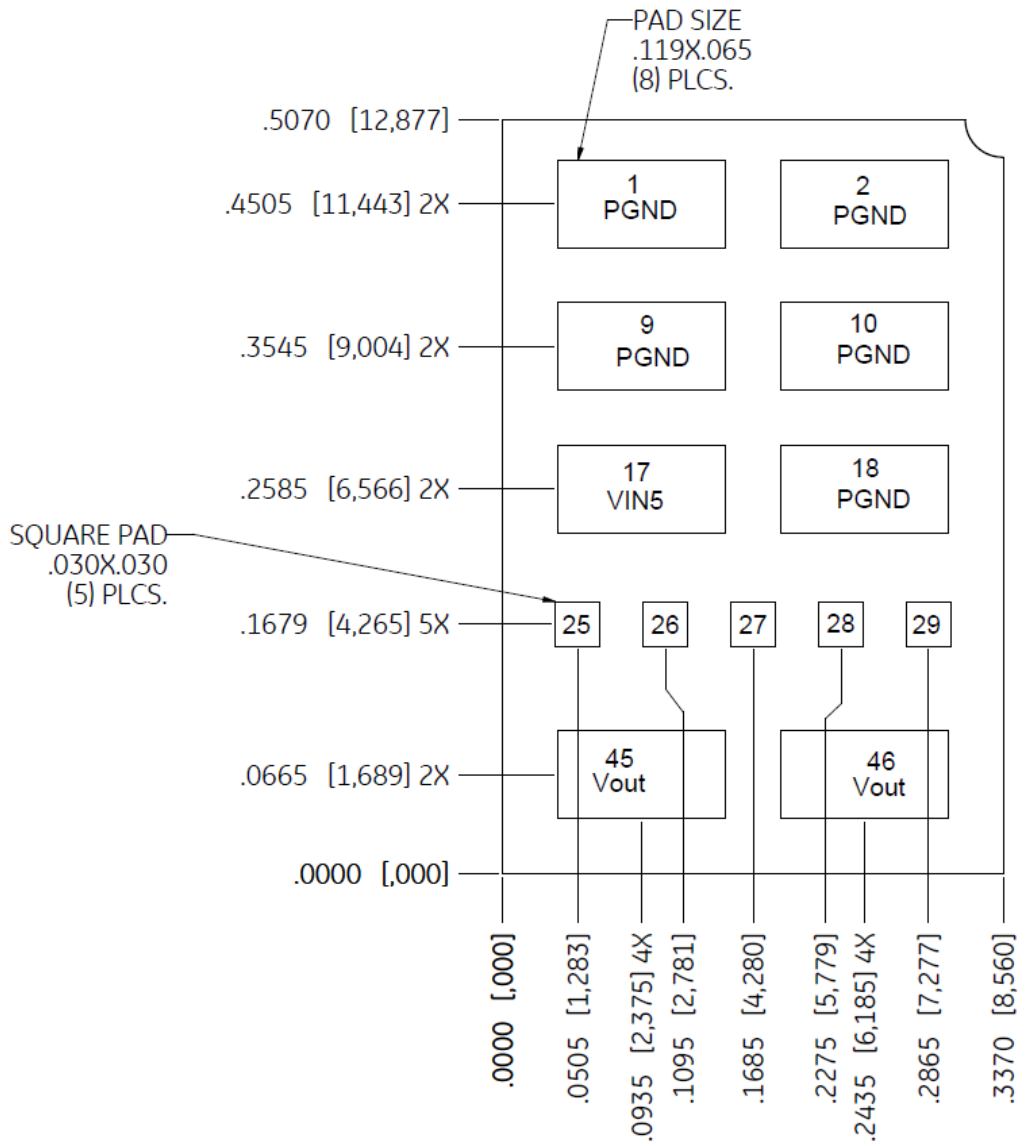 PAD SIZE
.119X.065
(8) PLCS.
.5070 [12,877]
.4505 [11,443] 2X
1
PGND
2
PGND
.3545 [9,004] 2X
9
PGND
10
PGND
.2585 [6,566] 2X
17
VIN5
18
PGND
SQUARE PAD
.030X.030
(5) PLCS.
.1679 [4,265] 5X
25
26
27
28
29
.0665 [1,689] 2X
45
Vout
46
Vout
.0000 [,000]
.0000 [,000]
.0505 [1,283]
.0935 [2,375] 4X
.1095 [2,781]
.1685 [4,280]
.2275 [5,779]
.2435 [6,185] 4X
.2865 [7,277]
.3370 [8,560]